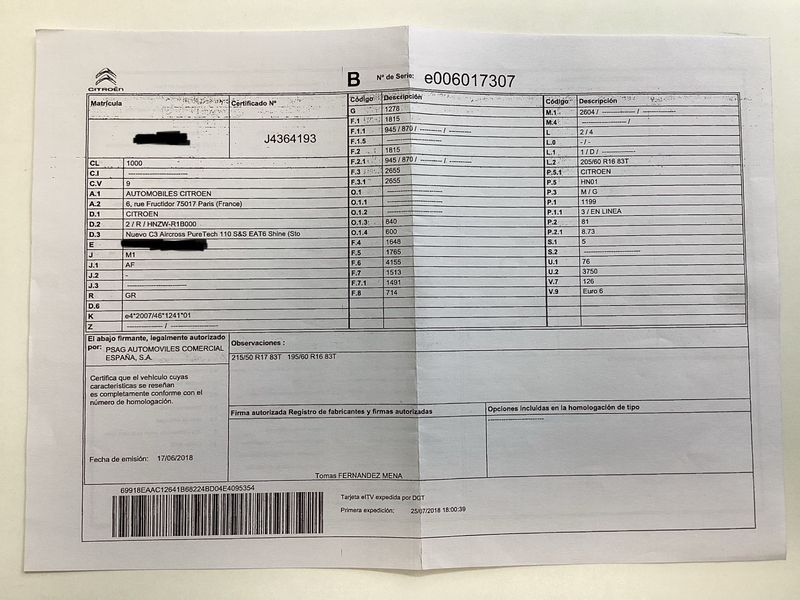 CITROËN
B Nº de Serie: e006017307
Matrícula
Certificado Nº
J4364193
CL 1000
C.I --------------------
C.V 9
A.1 AUTOMOBILES CITROEN
A.2 6, rue Fructidor 75017 Paris (France)
D.1 CITROEN
D.2 2 / R / HNZW-R1B000
D.3 Nuevo C3 Aircross PureTech 110 S&S EAT6 Shine (Sto
E
J M1
J.1 AF
J.2 -
J.3 --------------------
R GR
D.6
K e4*2007/46*1241*01
Z ------------ / ----------------
Código Descripción
G 1278
F.1 1815
F.1.1 945 / 870 / ---------- / ----------
F.1.5 --------------------
F.2 1815
F.2.1 945 / 870 / ---------- / ----------
F.3 2655
F.3.1 2655
O.1 --------------------
O.1.1 --------------------
O.1.2 --------------------
O.1.3 640
O.1.4 600
F.4 1648
F.5 1765
F.6 4155
F.7 1513
F.7.1 1491
F.8 714
Código Descripción
M.1 2604 / -------------- / --------------
M.4 -------------------- /
L 2 / 4
L.0 - / -
L.1 1 / D / --------------
L.2 205/60 R16 83T
P.5.1 CITROEN
P.5 HN01
P.3 M / G
P.1 1199
P.1.1 3 / EN LINEA
P.2 81
P.2.1 8.73
S.1 5
S.2 --------------------
U.1 76
U.2 3750
V.7 126
V.9 Euro 6
El abajo firmante, legalmente autorizado
por: PSAG AUTOMOVILES COMERCIAL
ESPAÑA, S.A.
Certifica que el vehículo cuyas
características se reseñan
es completamente conforme con el
número de homologación.
Fecha de emisión: 17/06/2018
Observaciones :
215/50 R17 83T 195/60 R16 83T
Firma autorizada Registro de fabricantes y firmas autorizadas
Tomas FERNANDEZ MENA
Opciones incluidas en la homologación de tipo
--------------------
69918EAAC12641B68224BD04E4095354
Tarjeta eITV expedida por DGT
Primera expedición: 25/07/2018 18:00:39